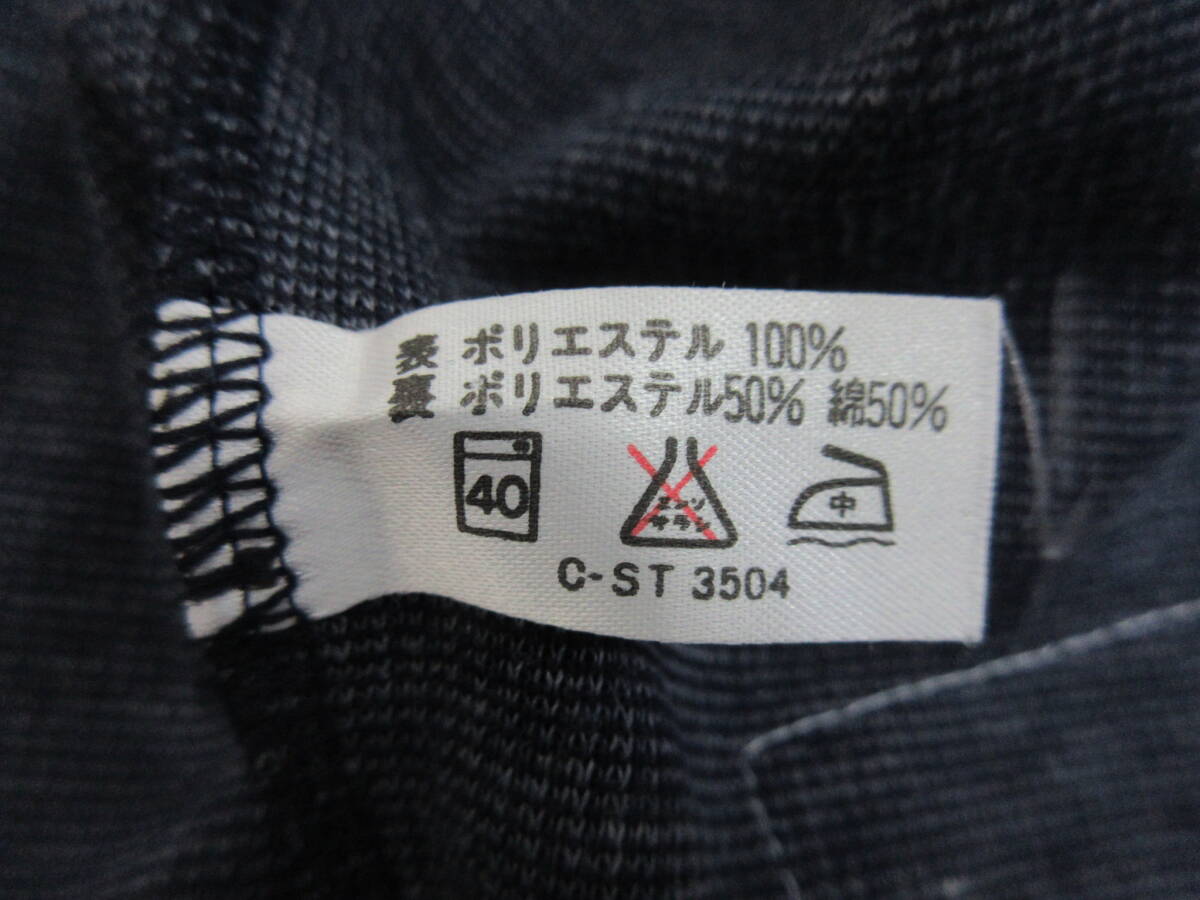 表 ポリエステル 100%
裏 ポリエステル50% 綿50%
40
エンソ
サラシ
中
C-ST 3504